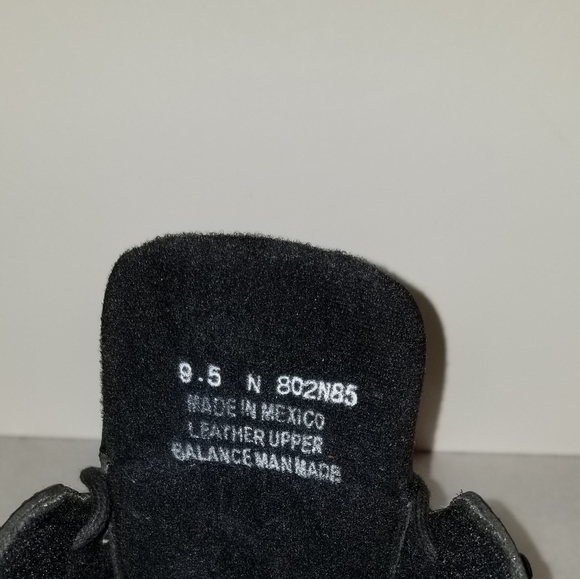 9.5 N 802N85
MADE IN MEXICO
LEATHER UPPER
BALANCE MAN MADE